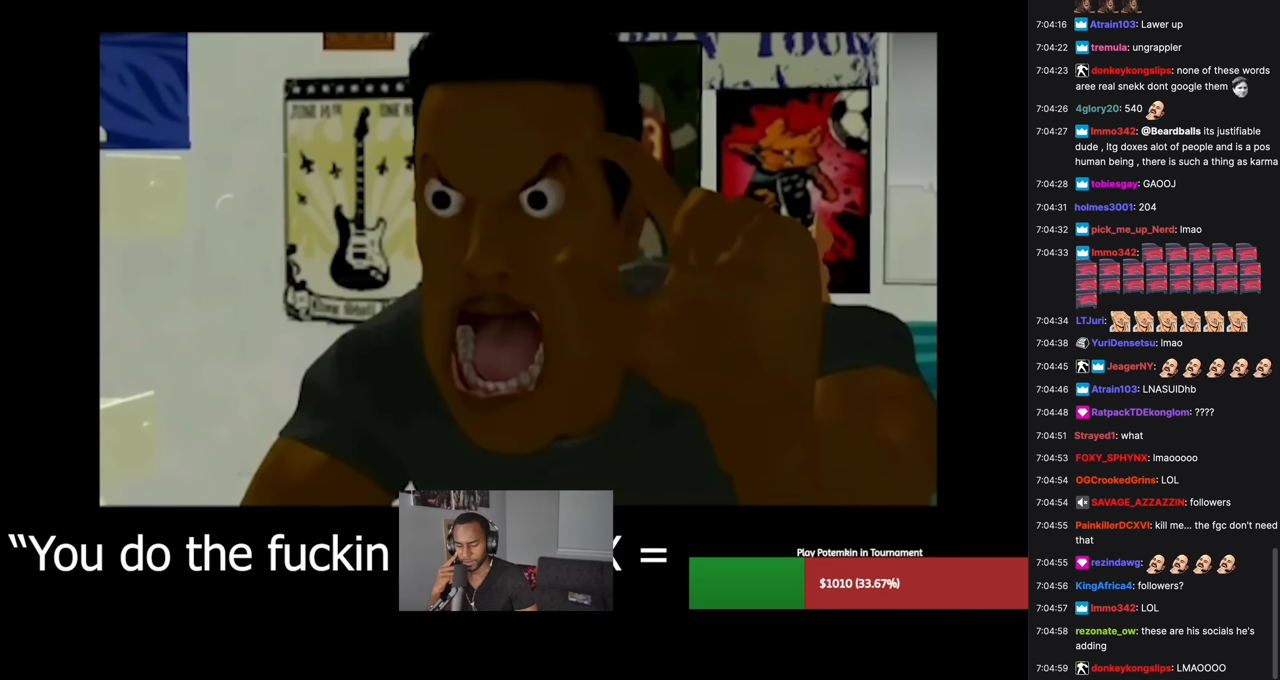 7:04:16 Atrain103: Lawer up
7:04:22 tremula: ungrappler
7:04:23 donkeykongslips: none of these words
aree real snekk dont google them
7:04:26 4glory20: 540
7:04:27 Immo342: @Beardballs its justifiable
dude , ltg doxes alot of people and is a pos
human being , there is such a thing as karma
7:04:28 tobiesgay: GAOOJ
7:04:31 holmes3001: 204
7:04:32 pick_me_up_Nerd: lmao
7:04:33 Immo342:
7:04:34 LTJuri:
7:04:38 YuriDensetsu: lmao
7:04:45 JeagerNY:
7:04:46 Atrain103: LNASUIDhb
7:04:48 RatpackTDEkonglom: ????
7:04:51 Strayed1: what
7:04:53 FOXY_SPHYNX: lmaooooo
7:04:54 OGCrookedGrins: LOL
7:04:54 SAVAGE_AZZAZZIN: followers
7:04:55 PainkillerDCXVI: kill me... the fgc don't need
that
7:04:55 rezindawg:
7:04:56 KingAfrica4: followers?
7:04:57 Immo342: LOL
7:04:58 rezonate_ow: these are his socials he's
adding
7:04:59 donkeykongslips: LMAOOOO
“You do the fuckin =
Play Potemkin in Tournament
$1010 (33.67%)